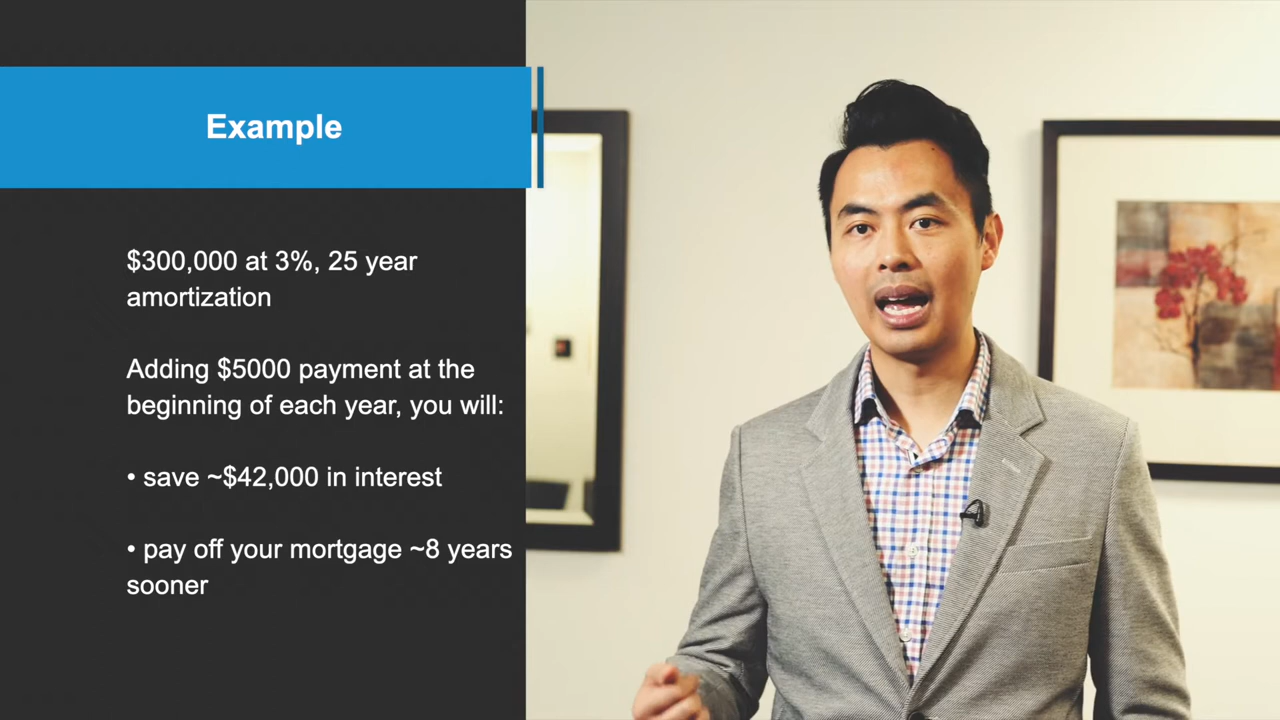 Example
$300,000 at 3%, 25 year
amortization
Adding $5000 payment at the
beginning of each year, you will:
• save ~$42,000 in interest
• pay off your mortgage ~8 years
sooner